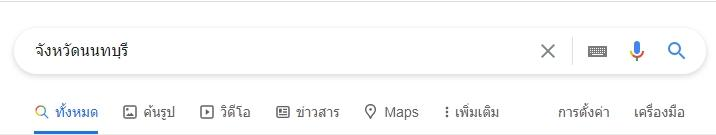 จังหวัดนนทบุรี
ทั้งหมด ค้นรูป วิดีโอ ข่าวสาร Maps เพิ่มเติม การตั้งค่า เครื่องมือ